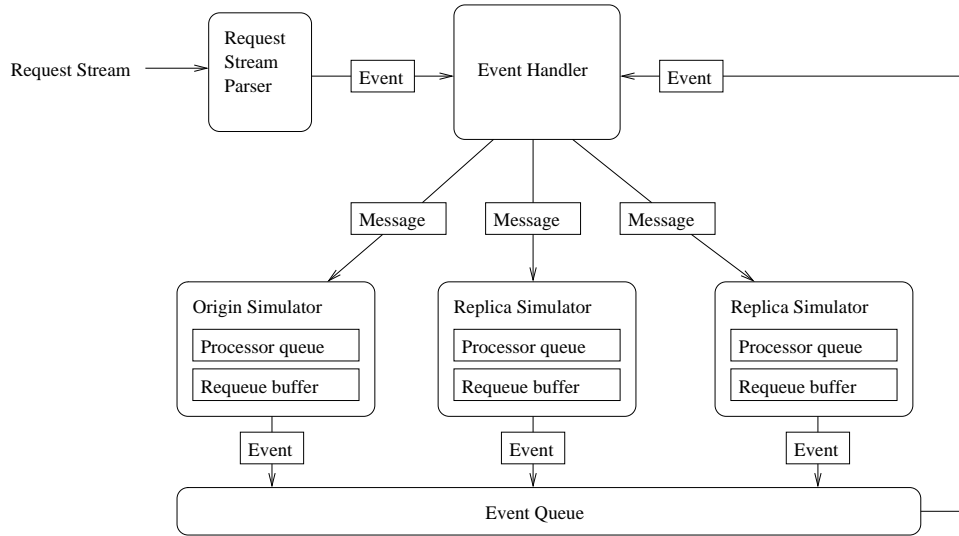 Request Stream
Request
Stream
Parser
Event
Event Handler
Event
Message
Message
Message
Origin Simulator
Processor queue
Requeue buffer
Replica Simulator
Processor queue
Requeue buffer
Replica Simulator
Processor queue
Requeue buffer
Event
Event
Event
Event Queue